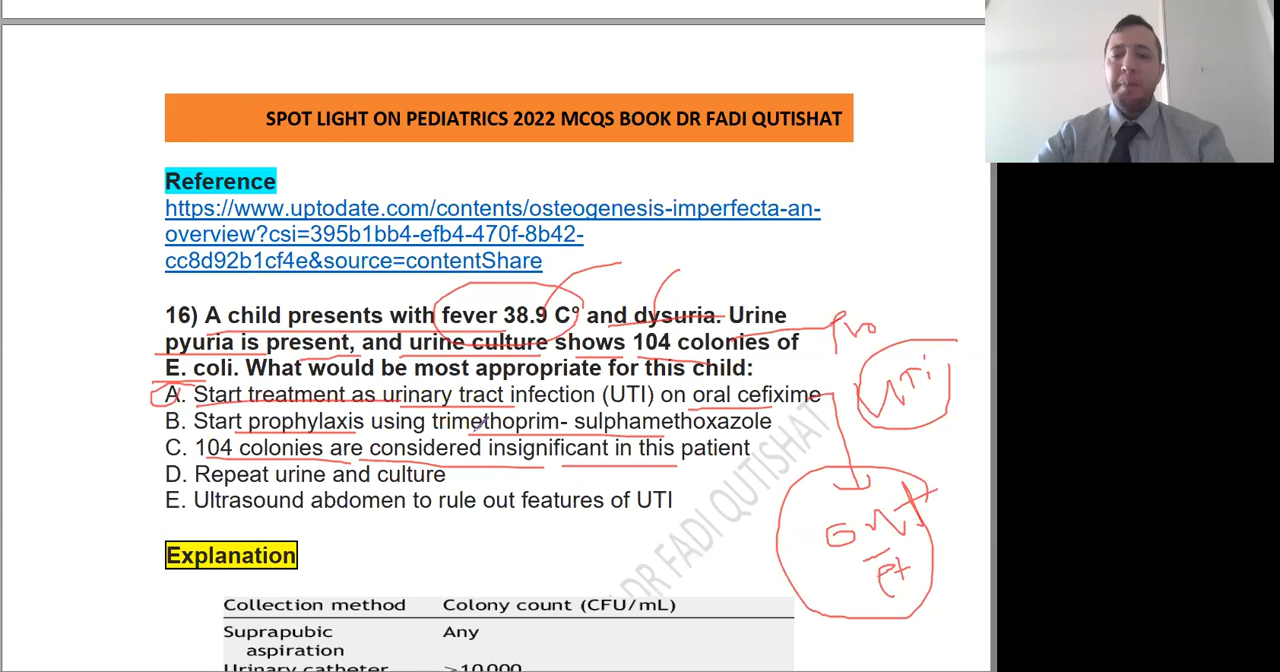 SPOT LIGHT ON PEDIATRICS 2022 MCQS BOOK DR FADI QUTISHAT
Reference
https://www.uptodate.com/contents/osteogenesis-imperfecta-an-
overview?csi=395b1bb4-efb4-470f-8b42-
cc8d92b1cf4e&source=contentShare
16) A child presents with fever 38.9 C° and dysuria. Urine
pyuria is present, and urine culture shows 104 colonies of
E. coli. What would be most appropriate for this child:
A. Start treatment as urinary tract infection (UTI) on oral cefixime
B. Start prophylaxis using trimethoprim- sulphamethoxazole
C. 104 colonies are considered insignificant in this patient
D. Repeat urine and culture
E. Ultrasound abdomen to rule out features of UTI
UTi
DR FADI QUTISHAT
Explanation
Collection method Colony count (CFU/mL)
Suprapubic Any
aspiration
Urinary catheter >10,000